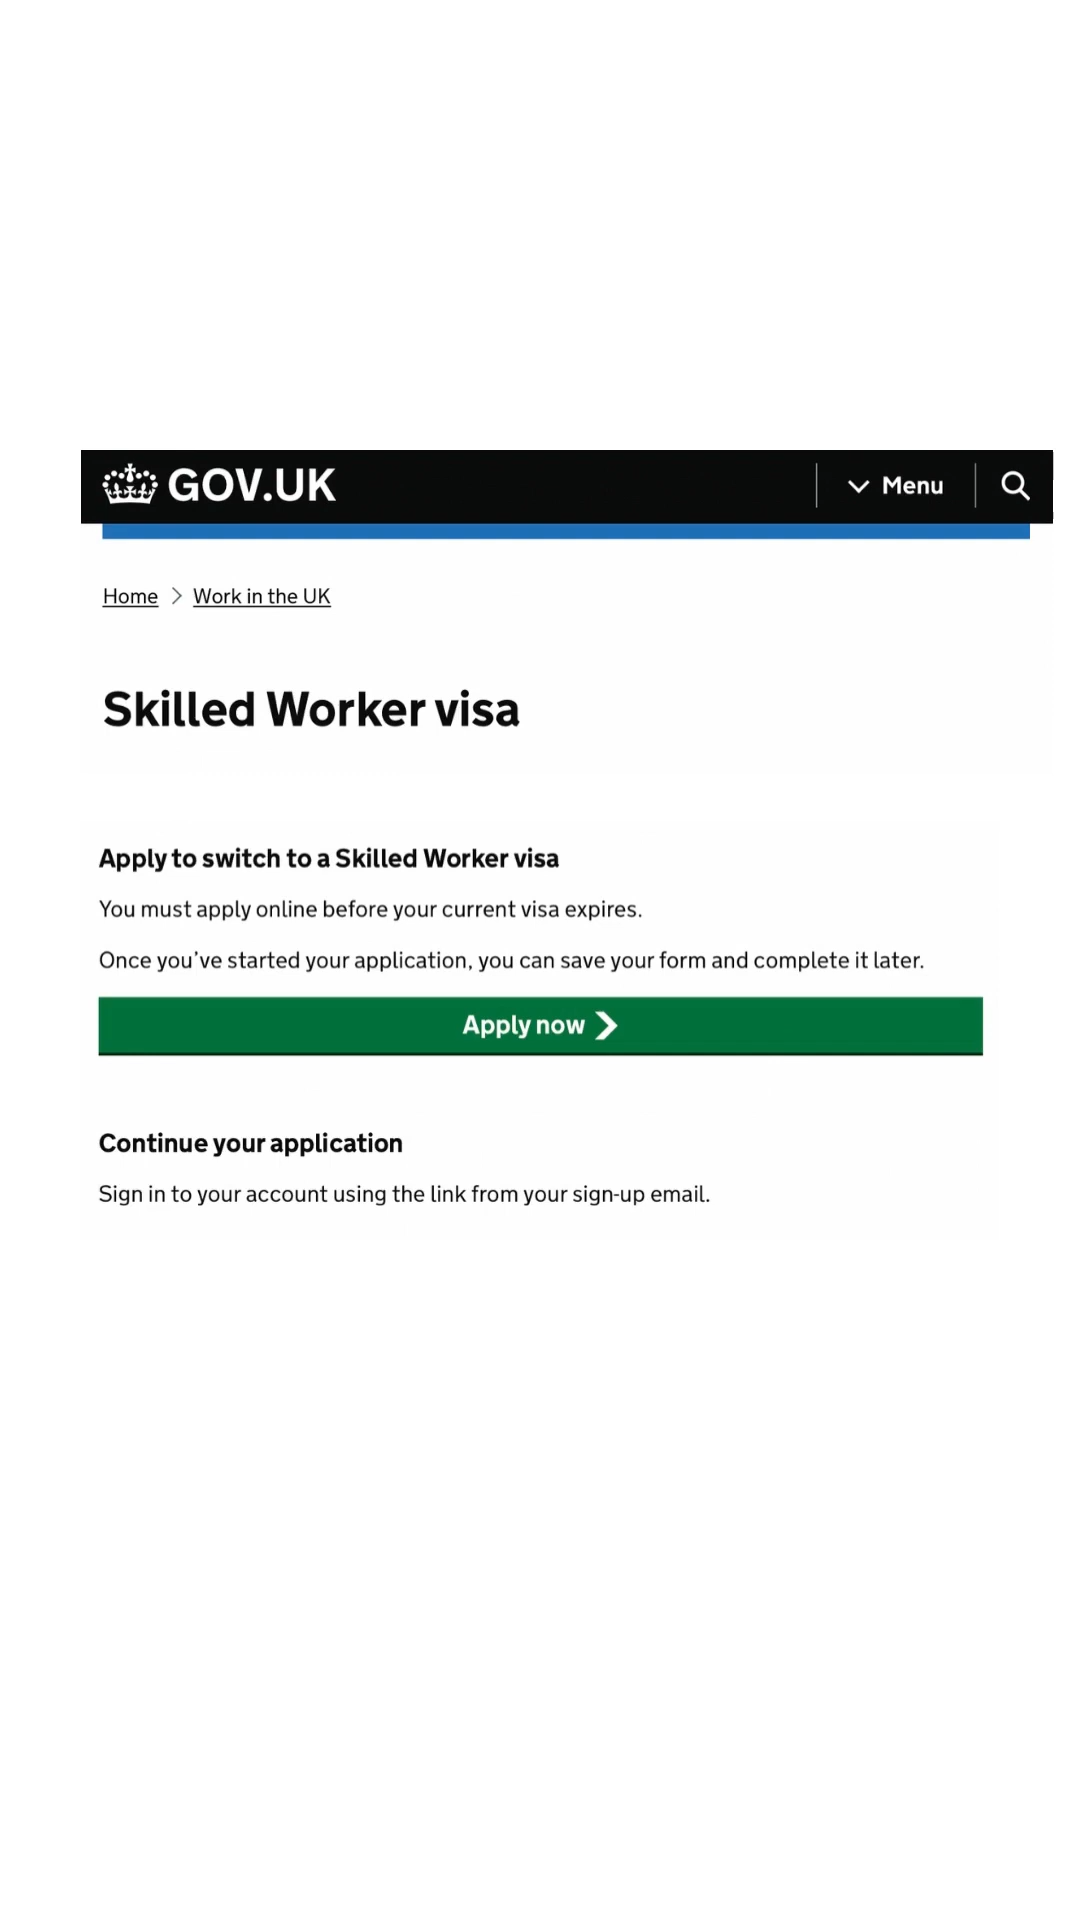 GOV.UK
Menu
Home > Work in the UK
Skilled Worker visa
Apply to switch to a Skilled Worker visa
You must apply online before your current visa expires.
Once you’ve started your application, you can save your form and complete it later.
Apply now
Continue your application
Sign in to your account using the link from your sign-up email.